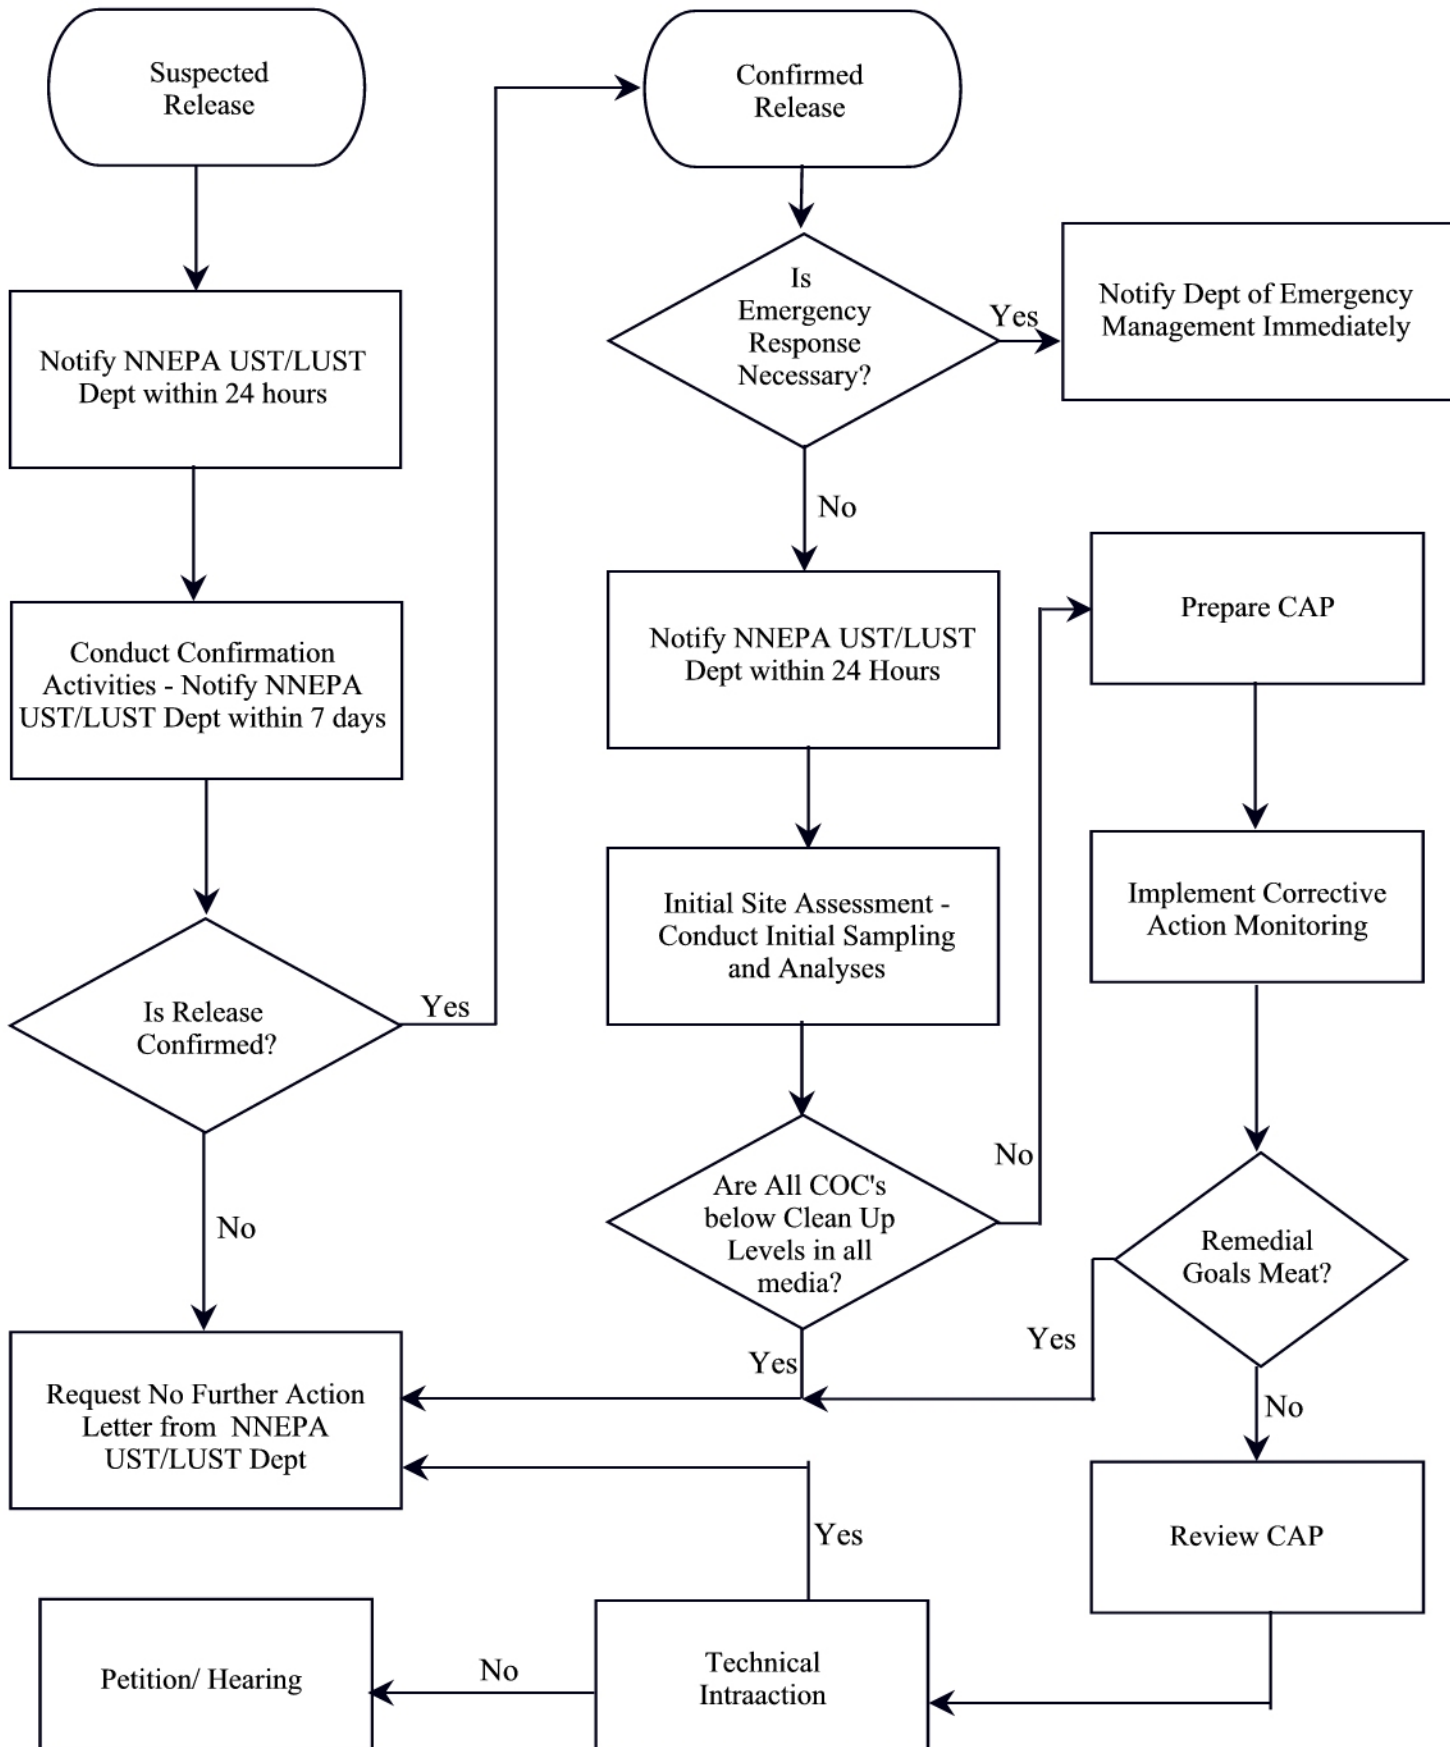 Suspected
Release
Notify NNEPA UST/LUST
Dept within 24 hours
Conduct Confirmation
Activities - Notify NNEPA
UST/LUST Dept within 7 days
Is Release
Confirmed?
Yes
No
Request No Further Action
Letter from NNEPA
UST/LUST Dept
Confirmed
Release
Is
Emergency
Response
Necessary?
Yes
Notify Dept of Emergency
Management Immediately
No
Notify NNEPA UST/LUST
Dept within 24 Hours
Initial Site Assessment -
Conduct Initial Sampling
and Analyses
Are All COC's
below Clean Up
Levels in all
media?
No
Yes
Prepare CAP
Implement Corrective
Action Monitoring
Remedial
Goals Meat?
Yes
No
Review CAP
Technical
Intraaction
Yes
No
Petition/ Hearing